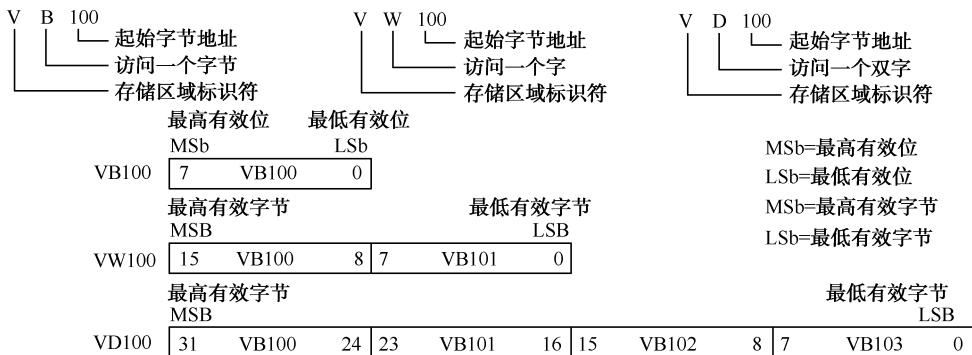 V B 100 V W 100 V D 100
起始字节地址 起始字节地址 起始字节地址
访问一个字节 访问一个字 访问一个双字
存储区域标识符 存储区域标识符 存储区域标识符
最高有效位 最低有效位
MSb LSb
VB100 7 VB100 0
MSb=最高有效位
LSb=最低有效位
MSb=最高有效字节
LSb=最低有效字节
最高有效字节 最低有效字节
MSB LSB
VW100 15 VB100 8 7 VB101 0
最高有效字节 最低有效字节
MSB LSB
VD100 31 VB100 24 23 VB101 16 15 VB102 8 7 VB103 0